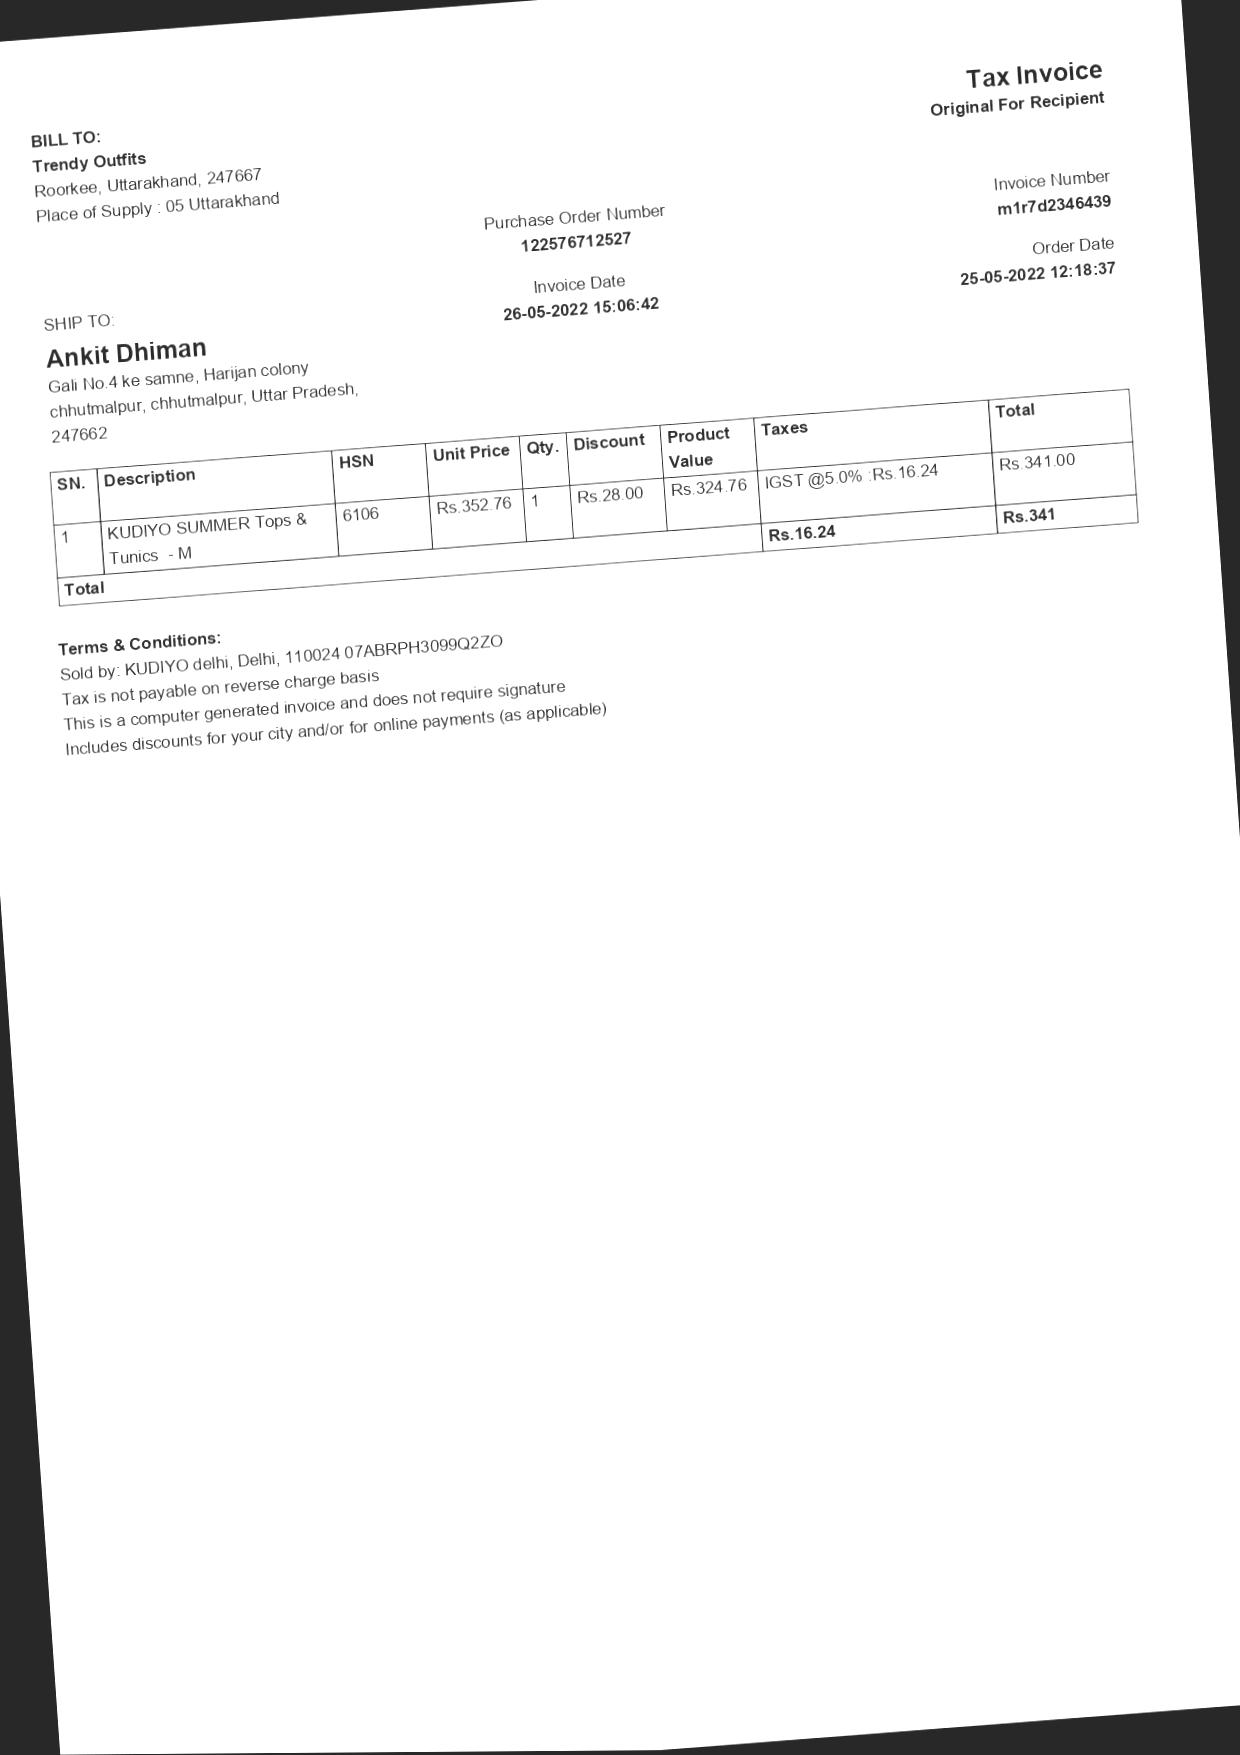 Tax Invoice
Original For Recipient
BILL TO:
Trendy Outfits
Roorkee, Uttarakhand, 247667
Place of Supply : 05 Uttarakhand
Purchase Order Number
122576712527
Invoice Number
m1r7d2346439
Invoice Date
26-05-2022 15:06:42
Order Date
25-05-2022 12:18:37
SHIP TO:
Ankit Dhiman
Gali No.4 ke samne, Harijan colony
chhutmalpur, chhutmalpur, Uttar Pradesh,
247662
SN. Description HSN Unit Price Qty. Discount Product Value Taxes Total
1 KUDIYO SUMMER Tops & 6106 Rs.352.76 1 Rs.28.00 Rs.324.76 IGST @5.0% :Rs.16.24 Rs.341.00
Tunics - M
Total Rs.16.24 Rs.341
Terms & Conditions:
Sold by: KUDIYO delhi, Delhi, 110024 07ABRPH3099Q2ZO
Tax is not payable on reverse charge basis
This is a computer generated invoice and does not require signature
Includes discounts for your city and/or for online payments (as applicable)